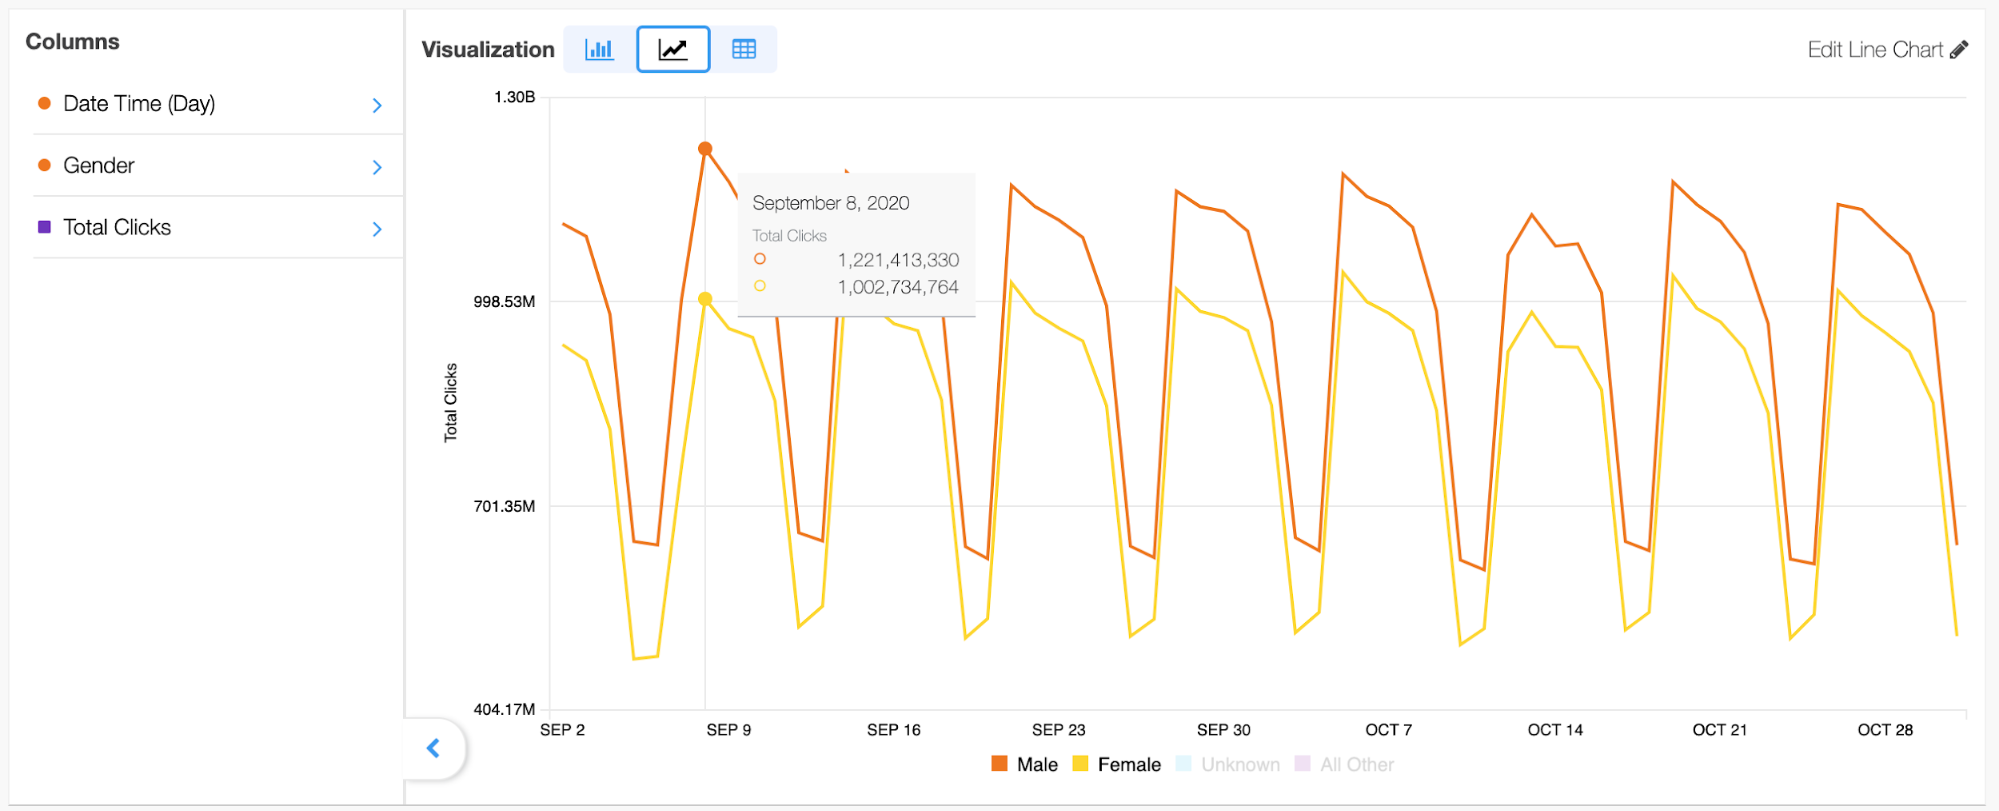 Columns
Date Time (Day)
Gender
Total Clicks
Visualization
Edit Line Chart
1.30B
998.53M
701.35M
404.17M
Total Clicks
September 8, 2020
Total Clicks
1,221,413,330
1,002,734,764
SEP 2 SEP 9 SEP 16 SEP 23 SEP 30 OCT 7 OCT 14 OCT 21 OCT 28
Male Female Unknown All Other